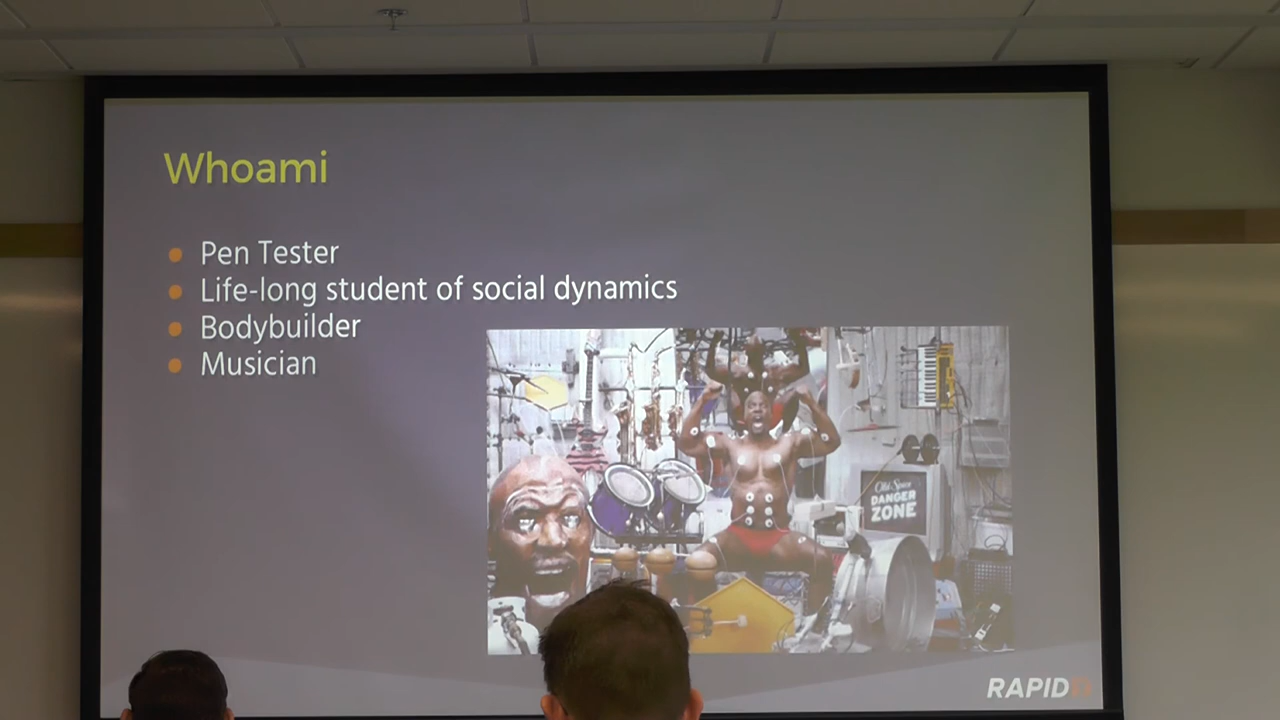 Whoami
Pen Tester
Life-long student of social dynamics
Bodybuilder
Musician
Old Spice
DANGER
ZONE
RAPID7